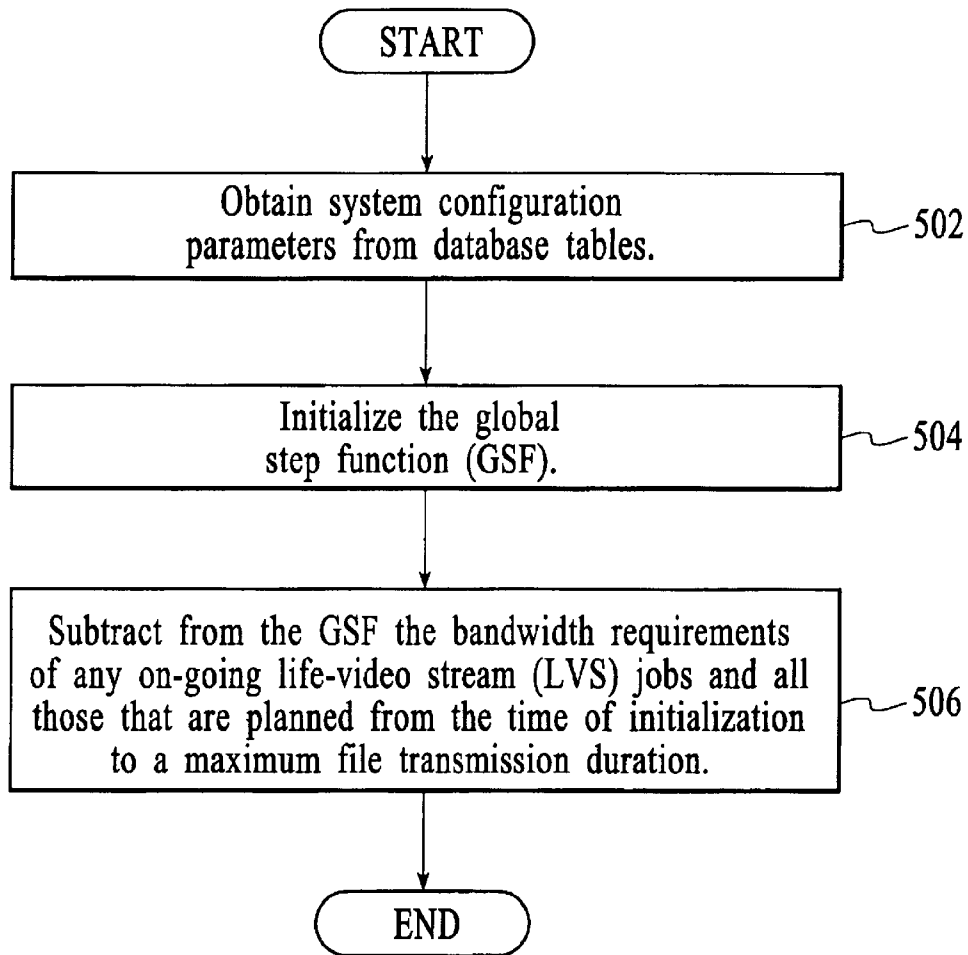 START
Obtain system configuration
parameters from database tables.
502
Initialize the global
step function (GSF).
504
Subtract from the GSF the bandwidth requirements
of any on-going life-video stream (LVS) jobs and all
those that are planned from the time of initialization
to a maximum file transmission duration.
506
END